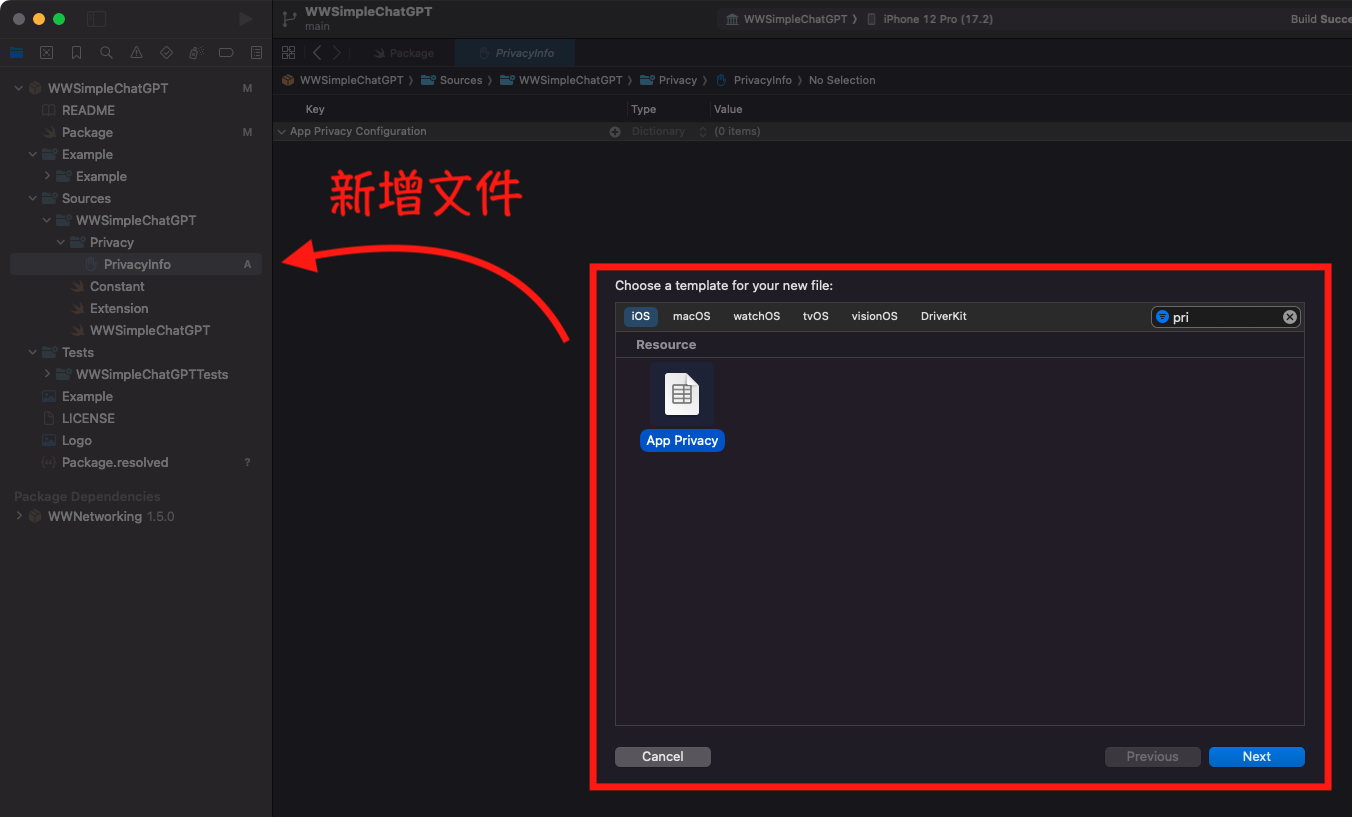 WWSimpleChatGPT
main
WWSimpleChatGPT 〉 iPhone 12 Pro (17.2)
Build Succe
Package
PrivacyInfo
WWSimpleChatGPT 〉 Sources 〉 WWSimpleChatGPT 〉 Privacy 〉 PrivacyInfo 〉 No Selection
Key Type Value
App Privacy Configuration Dictionary (0 items)
WWSimpleChatGPT M
README
Package M
Example
Example
Sources
WWSimpleChatGPT
Privacy
PrivacyInfo A
Constant
Extension
WWSimpleChatGPT
Tests
WWSimpleChatGPTTests
Example
LICENSE
Logo
Package.resolved ?
Package Dependencies
WWNetworking 1.5.0
新增文件
Choose a template for your new file:
iOS macOS watchOS tvOS visionOS DriverKit pri
Resource
App Privacy
Cancel Previous Next